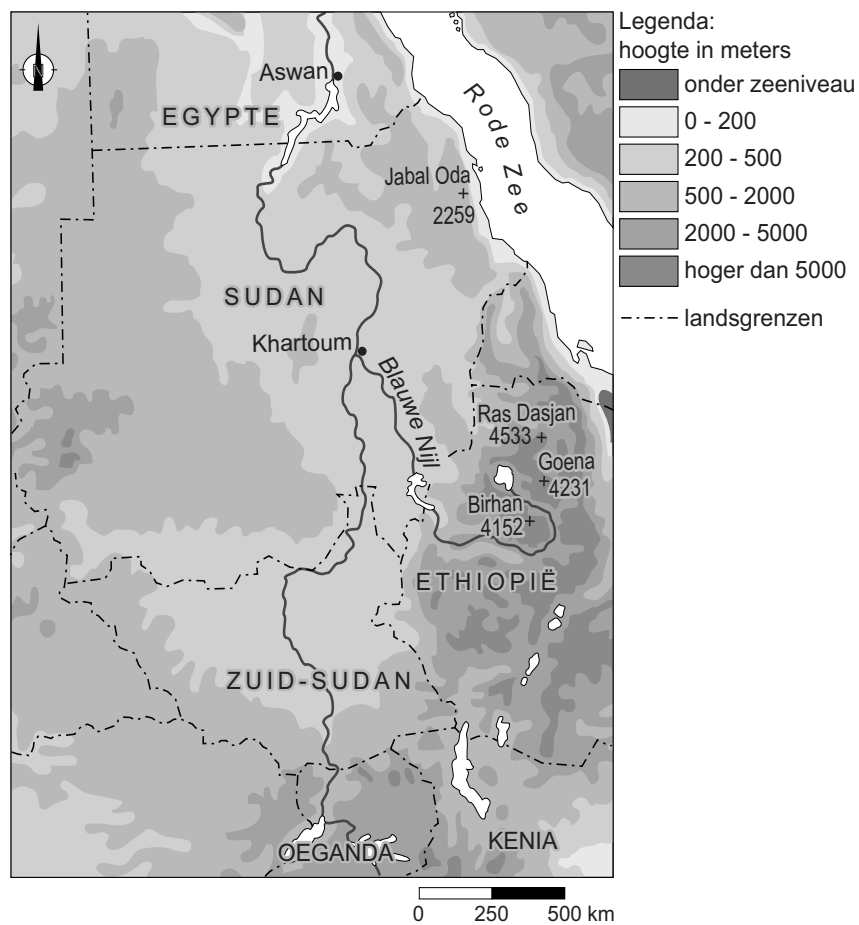 N
Aswan
EGYPTE
Rode Zee
Jabal Oda
2259
SUDAN
Khartoum
Blauwe Nijl
Ras Dasjan
4533
Goena
4231
Birhan
4152
ETHIOPIË
ZUID-SUDAN
OEGANDA
KENIA
Legenda:
hoogte in meters
onder zeeniveau
0 - 200
200 - 500
500 - 2000
2000 - 5000
hoger dan 5000
landsgrenzen
0 250 500 km